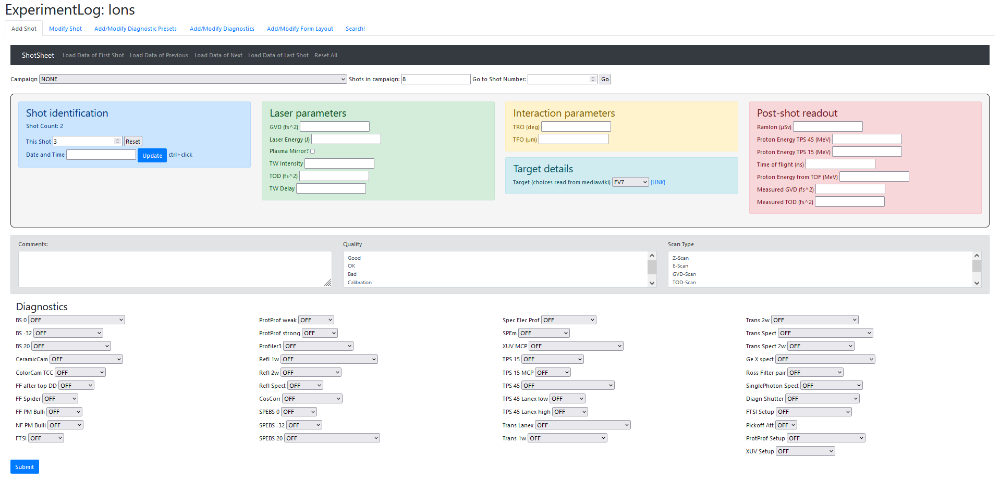 ExperimentLog: Ions
Add Shot Modify Shot Add/Modify Diagnostic Presets Add/Modify Diagnostics Add/Modify Form Layout Search!
ShotSheet Load Data of First Shot Load Data of Previous Load Data of Next Load Data of Last Shot Reset All
Campaign NONE Shots in campaign: 8 Go to Shot Number: Go
Shot identification
Shot Count: 2
This Shot 3 Reset
Date and Time Update ctrl+click
Laser parameters
GVD (fs^2)
Laser Energy (J)
Plasma Mirror?
TW Intensity
TOD (fs^2)
TW Delay
Interaction parameters
TRO (deg)
TFO (µm)
Target details
Target (choices read from mediawiki) FV7 [LINK]
Post-shot readout
RamIon (µSv)
Proton Energy TPS 45 (MeV)
Proton Energy TPS 15 (MeV)
Time of flight (ns)
Proton Energy from TOF (MeV)
Measured GVD (fs^2)
Measured TOD (fs^2)
Comments:
Quality
Good
OK
Bad
Calibration
Scan Type
Z-Scan
E-Scan
GVD-Scan
TOD-Scan
Diagnostics
BS 0 OFF
BS -32 OFF
BS 20 OFF
CeramicCam OFF
ColorCam TCC OFF
FF after top DD OFF
FF Spider OFF
FF PM Bulli OFF
NF PM Bulli OFF
FTSI OFF
ProtProf weak OFF
ProtProf strong OFF
Profiler3 OFF
Refl 1w OFF
Refl 2w OFF
Refl Spect OFF
CosCorr OFF
SPEBS 0 OFF
SPEBS -32 OFF
SPEBS 20 OFF
Spec Elec Prof OFF
SPEm OFF
XUV MCP OFF
TPS 15 OFF
TPS 15 MCP OFF
TPS 45 OFF
TPS 45 Lanex low OFF
TPS 45 Lanex high OFF
Trans Lanex OFF
Trans 1w OFF
Trans 2w OFF
Trans Spect OFF
Trans Spect 2w OFF
Ge X spect OFF
Ross Filter pair OFF
SinglePhoton Spect OFF
Diagn Shutter OFF
FTSI Setup OFF
Pickoff Att OFF
ProtProf Setup OFF
XUV Setup OFF
Submit